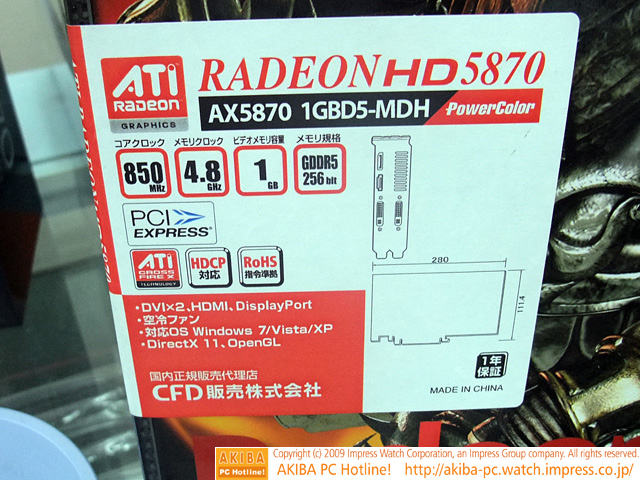 ATI
RADEON
GRAPHICS
RADEON HD 5870
AX5870 1GBD5-MDH
PowerColor
コアクロック メモリクロック ビデオメモリ容量 メモリ規格
850 MHz
4.8 GHz
1 GB
GDDR5 256 bit
PCI EXPRESS®
ATI
CROSS
FIRE X
TECHNOLOGY
HDCP
対応
RoHS
指令準拠
280
111.4
・DVI×2、HDMI、DisplayPort
・空冷ファン
・対応OS Windows 7/Vista/XP
・DirectX 11、OpenGL
1年
保証
国内正規販売代理店
CFD販売株式会社
MADE IN CHINA
AKIBA
PC Hotline!
Copyright (c) 2009 Impress Watch Corporation, an Impress Group company. All rights reserved.
AKIBA PC Hotline! http://akiba-pc.watch.impress.co.jp/